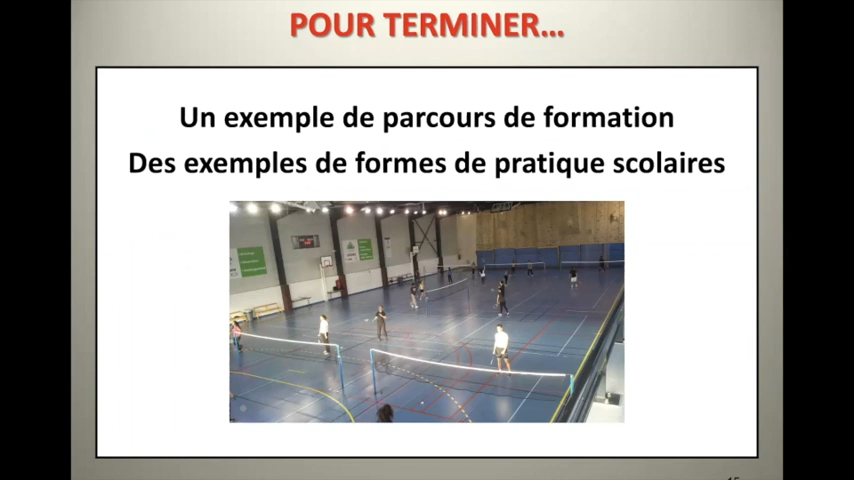 POUR TERMINER…
Un exemple de parcours de formation
Des exemples de formes de pratique scolaires